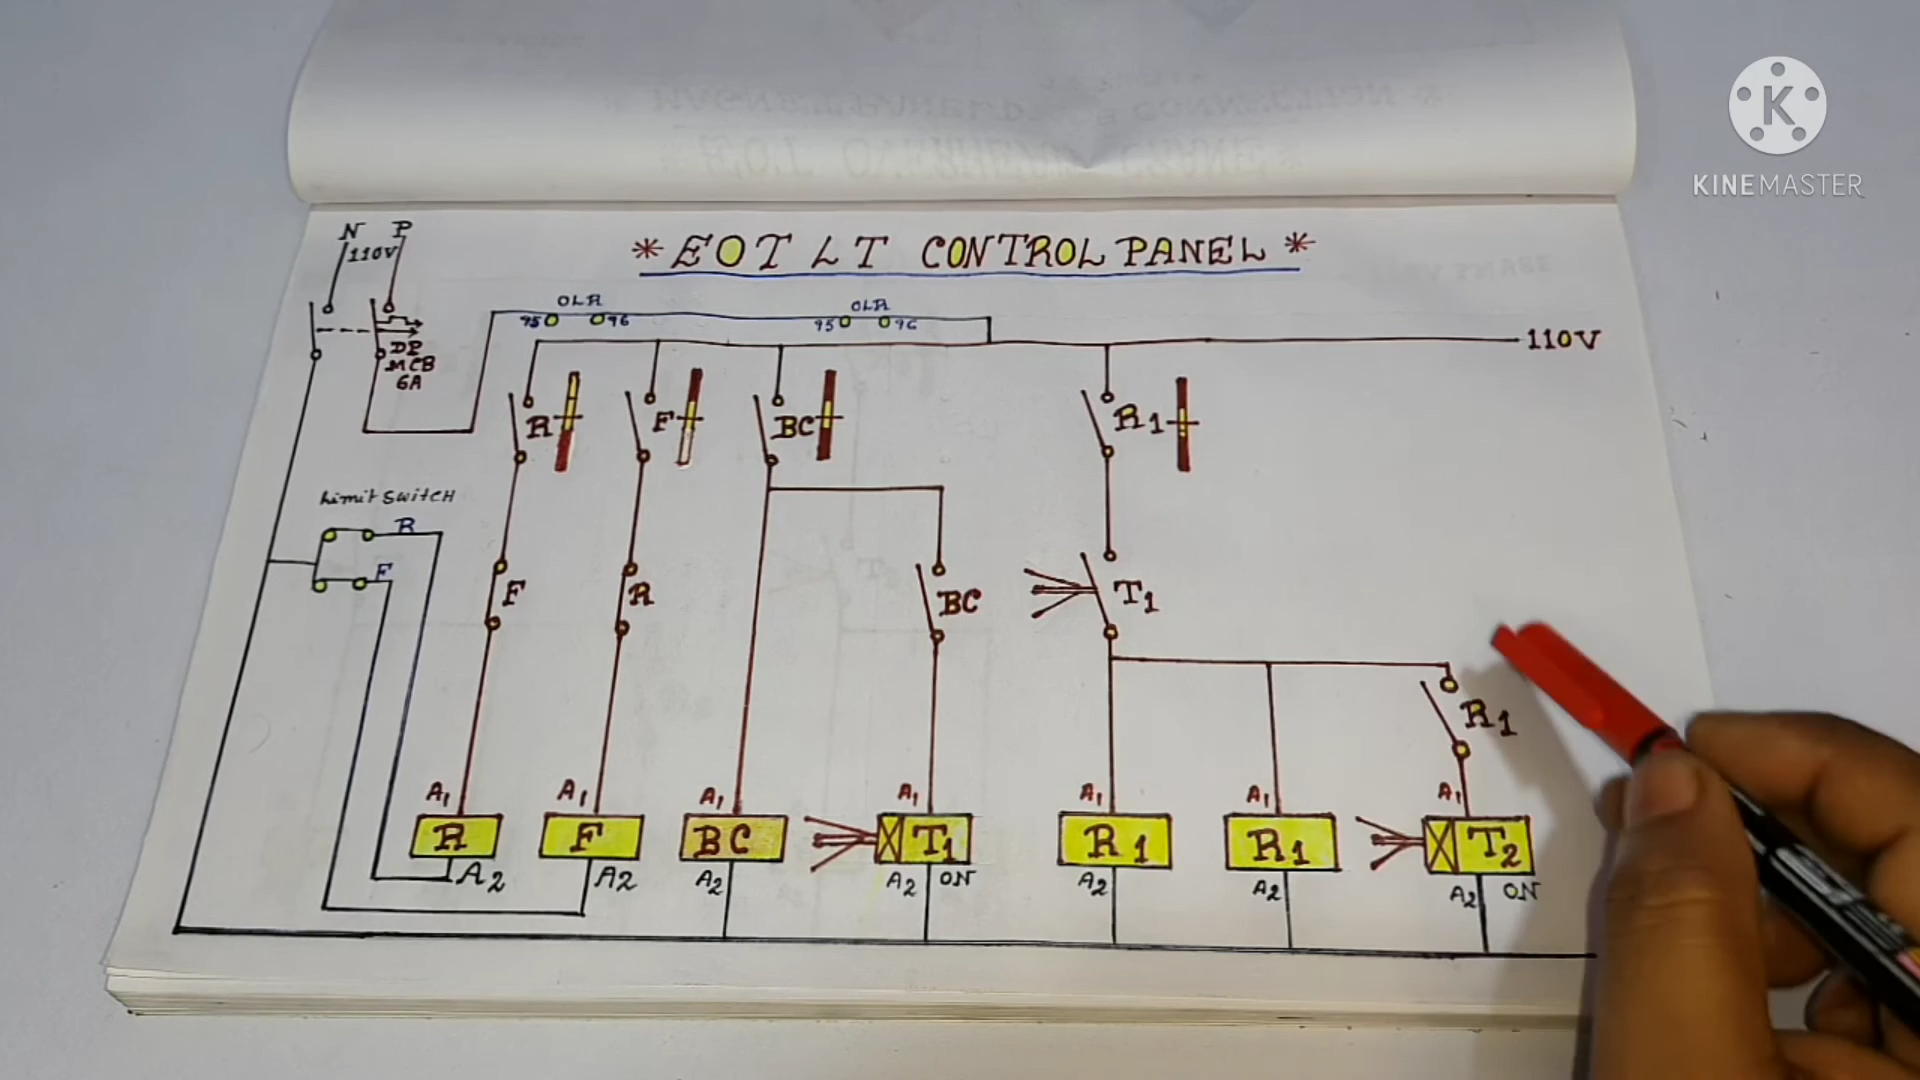 KINEMASTER
N P
110V
* EOT LT CONTROL PANEL *
OLR
95 96
OLR
95 96
110V
DP
MCB
6A
R
F
BC
R1
Limit Switch
R
F
F
R
BC
T1
R1
A1
A1
A1
A1
A1
A1
A1
R
F
BC
T1
R1
R1
T2
A2
A2
A2
A2 ON
A2
A2
A2 ON